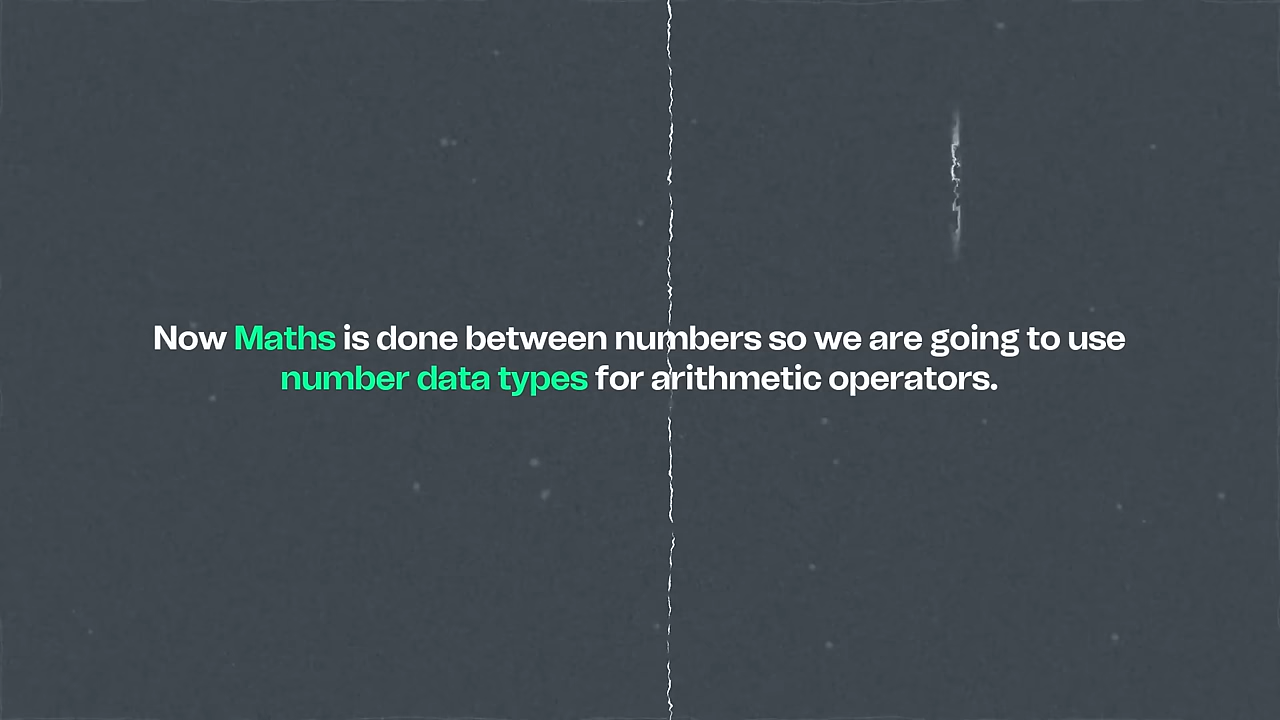 Now Maths is done between numbers so we are going to use
number data types for arithmetic operators.